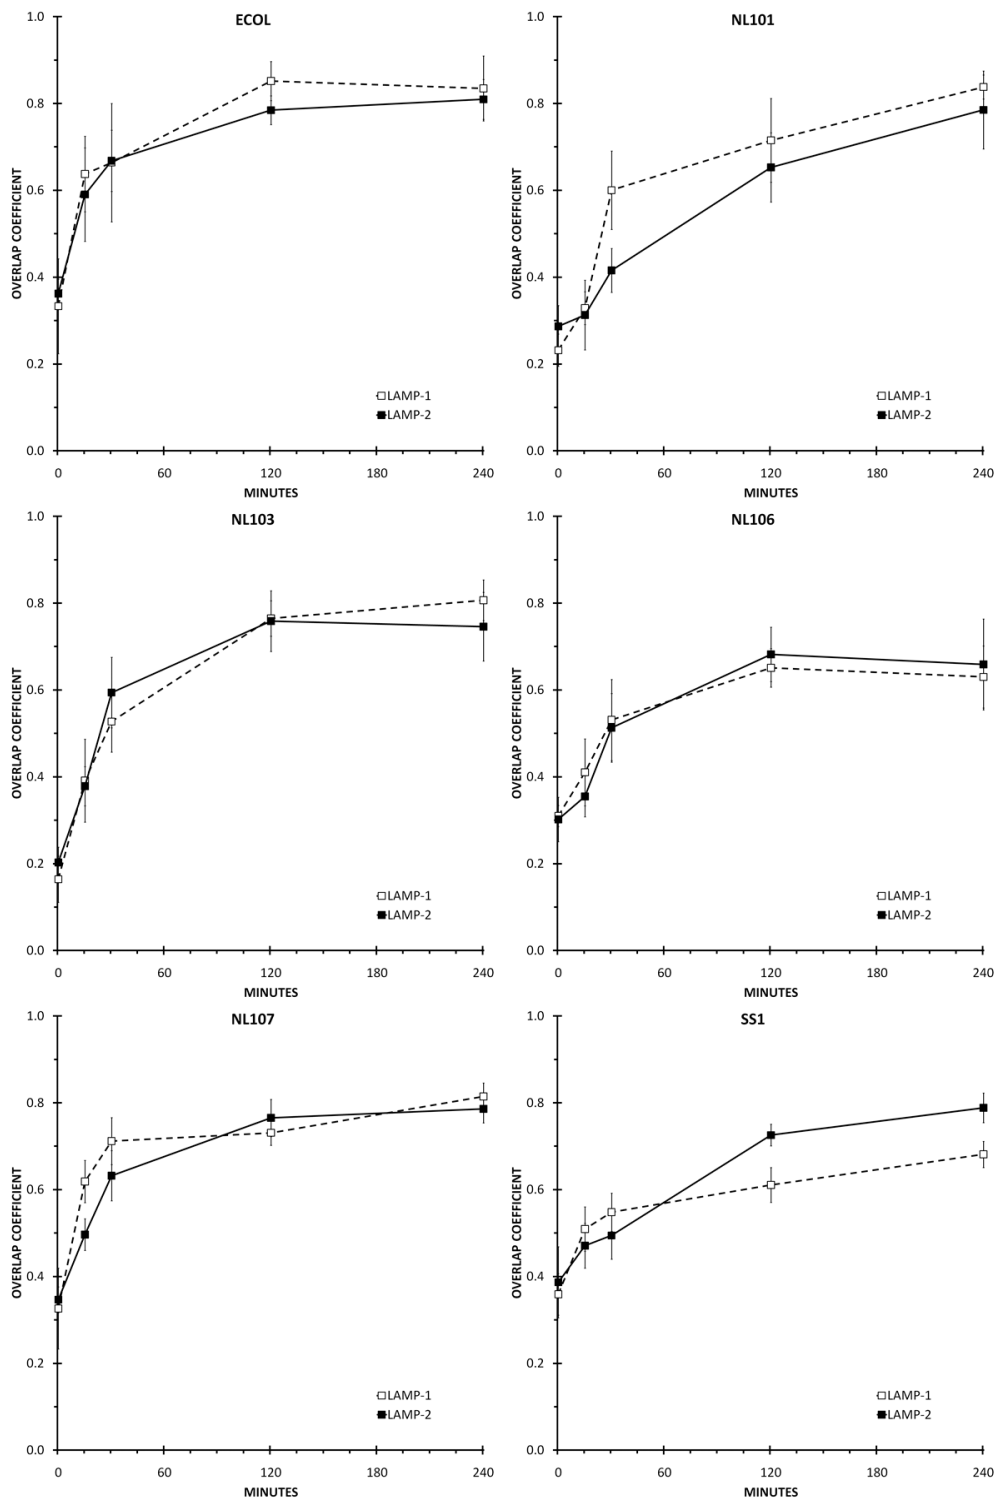 ECOL
1.0
0.8
0.6
0.4
0.2
0.0
OVERLAP COEFFICIENT
LAMP-1
LAMP-2
0 60 120 180 240
MINUTES
NL101
1.0
0.8
0.6
0.4
0.2
0.0
OVERLAP COEFFICIENT
LAMP-1
LAMP-2
0 60 120 180 240
MINUTES
NL103
1.0
0.8
0.6
0.4
0.2
0.0
OVERLAP COEFFICIENT
LAMP-1
LAMP-2
0 60 120 180 240
MINUTES
NL106
1.0
0.8
0.6
0.4
0.2
0.0
OVERLAP COEFFICIENT
LAMP-1
LAMP-2
0 60 120 180 240
MINUTES
NL107
1.0
0.8
0.6
0.4
0.2
0.0
OVERLAP COEFFICIENT
LAMP-1
LAMP-2
0 60 120 180 240
MINUTES
SS1
1.0
0.8
0.6
0.4
0.2
0.0
OVERLAP COEFFICIENT
LAMP-1
LAMP-2
0 60 120 180 240
MINUTES